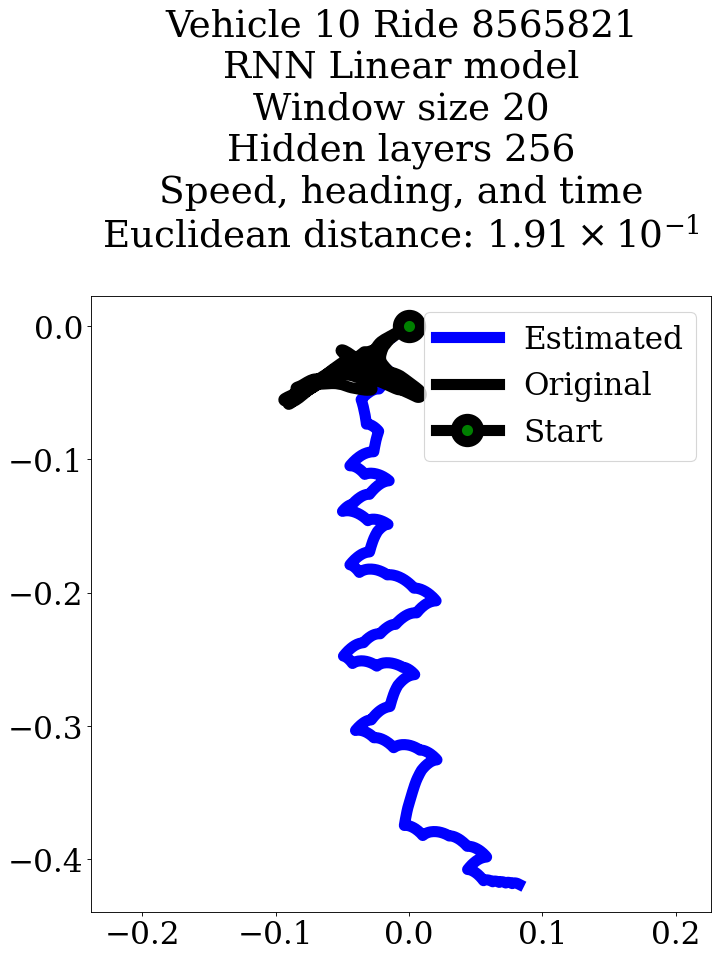 Vehicle 10 Ride 8565821
RNN Linear model
Window size 20
Hidden layers 256
Speed, heading, and time
Euclidean distance: 1.91 × 10⁻¹
Estimated
Original
Start
0.0
−0.1
−0.2
−0.3
−0.4
−0.2 −0.1 0.0 0.1 0.2